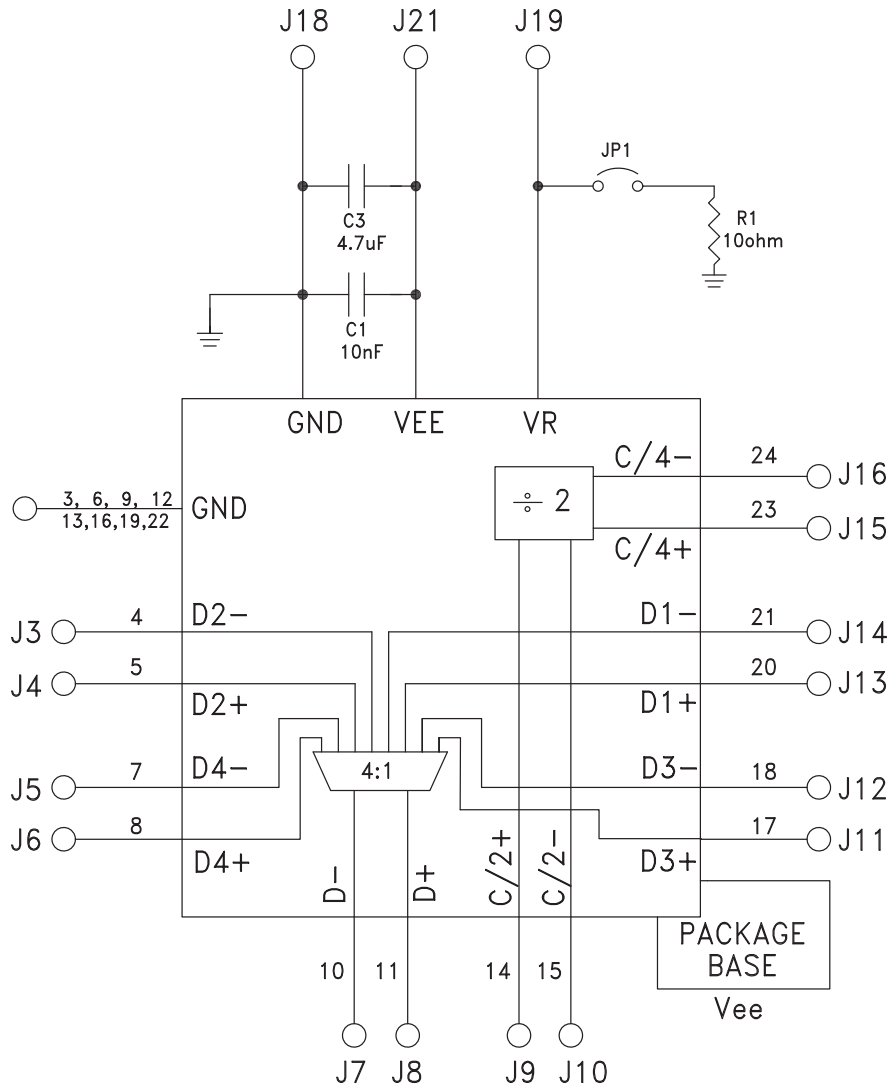 J18 J21 J19
JP1
C3
4.7uF
R1
10ohm
C1
10nF
GND VEE VR
C/4- 24 J16
÷ 2
3, 6, 9, 12
13,16,19,22
GND
23 J15
C/4+
J3 4 D2-
D1- 21 J14
J4 5
D2+
20 J13
D1+
J5 7 D4-
4:1
D3- 18 J12
J6 8
D4+
17 J11
D3+
D- D+ C/2+ C/2-
PACKAGE
BASE
Vee
10 11 14 15
J7 J8 J9 J10